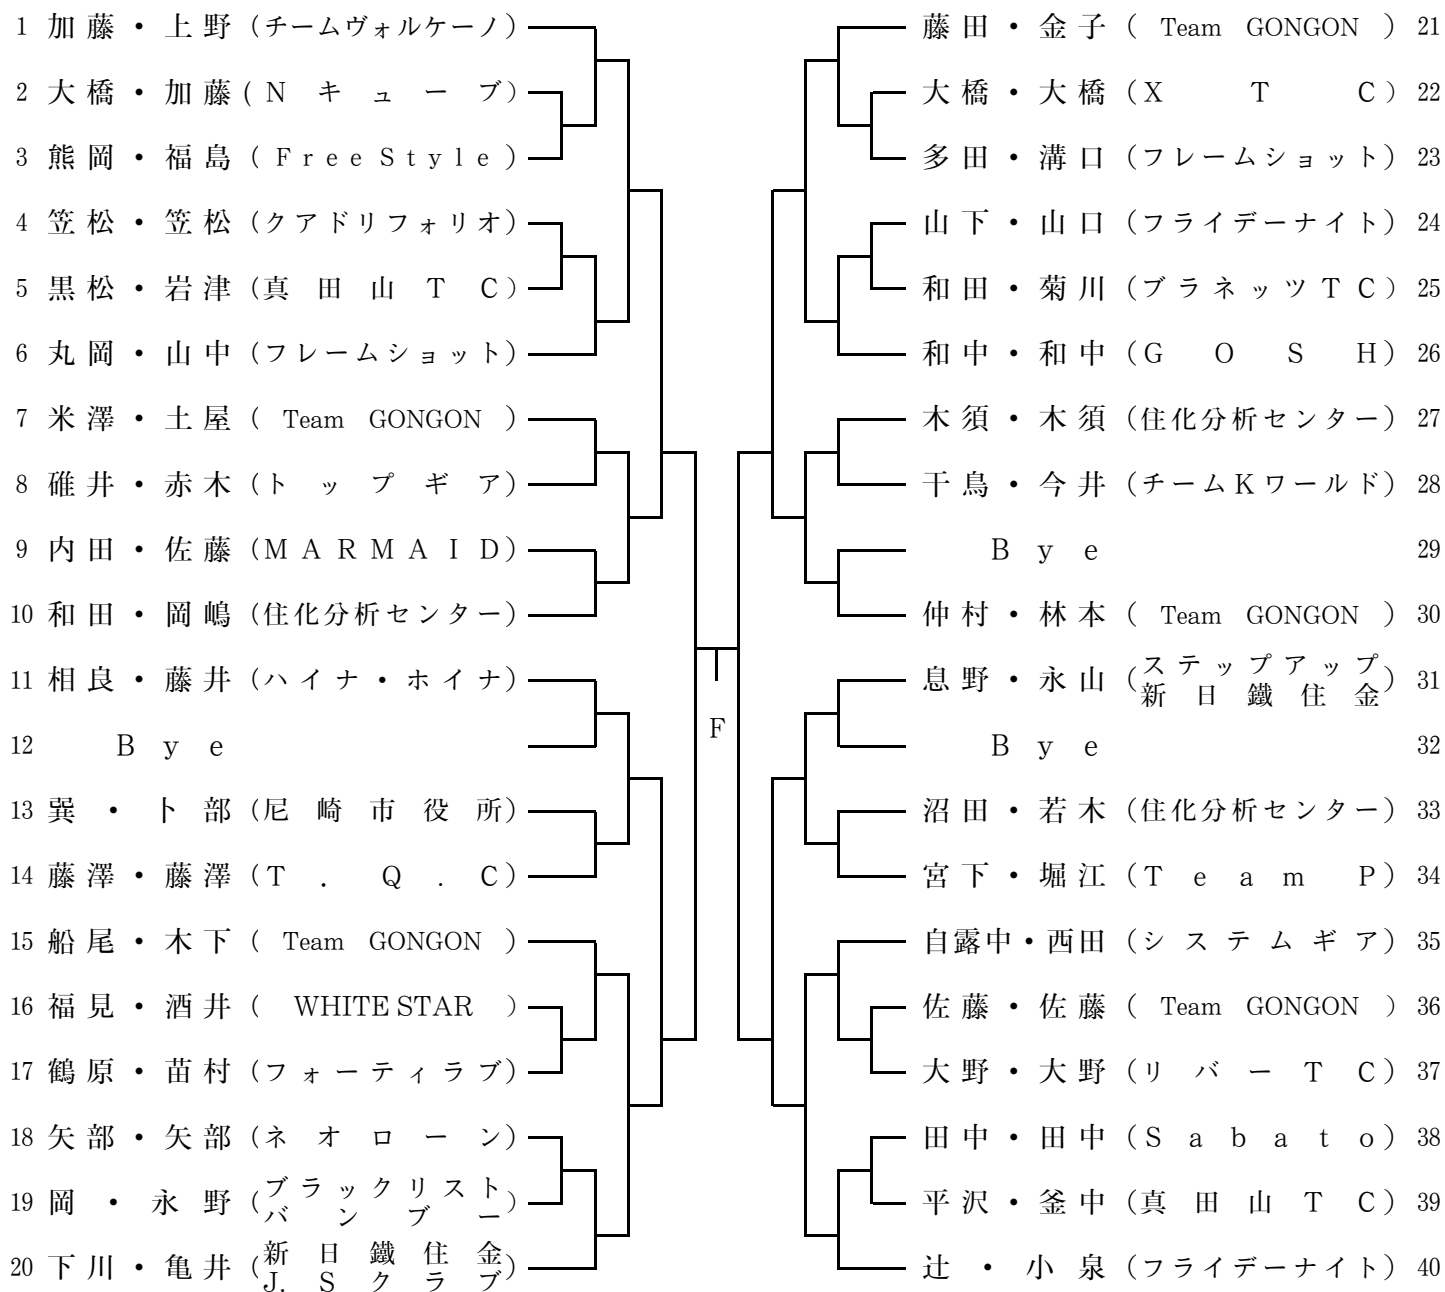 1 加藤・上野（チームヴォルケーノ）
2 大橋・加藤（Nキューブ）
3 熊岡・福島（FreeStyle）
4 笠松・笠松（クアドリフォリオ）
5 黒松・岩津（真田山TC）
6 丸岡・山中（フレームショット）
7 米澤・土屋（Team GONGON）
8 碓井・赤木（トップギア）
9 内田・佐藤（MARMAID）
10 和田・岡嶋（住化分析センター）
11 相良・藤井（ハイナ・ホイナ）
12 Bye
13 巽・卜部（尼崎市役所）
14 藤澤・藤澤（T．Q．C）
15 船尾・木下（Team GONGON）
16 福見・酒井（WHITE STAR）
17 鶴原・苗村（フォーティラブ）
18 矢部・矢部（ネオローン）
19 岡・永野（ブラックリスト
バンブー）
20 下川・亀井（新日鐵住金
J.Sクラブ）
F
藤田・金子（Team GONGON）21
大橋・大橋（XTC）22
多田・溝口（フレームショット）23
山下・山口（フライデーナイト）24
和田・菊川（ブラネッツTC）25
和中・和中（GOSH）26
木須・木須（住化分析センター）27
干鳥・今井（チームKワールド）28
Bye 29
仲村・林本（Team GONGON）30
息野・永山（ステップアップ
新日鐵住金）31
Bye 32
沼田・若木（住化分析センター）33
宮下・堀江（Team P）34
自露中・西田（システムギア）35
佐藤・佐藤（Team GONGON）36
大野・大野（リバーTC）37
田中・田中（Sabato）38
平沢・釜中（真田山TC）39
辻・小泉（フライデーナイト）40